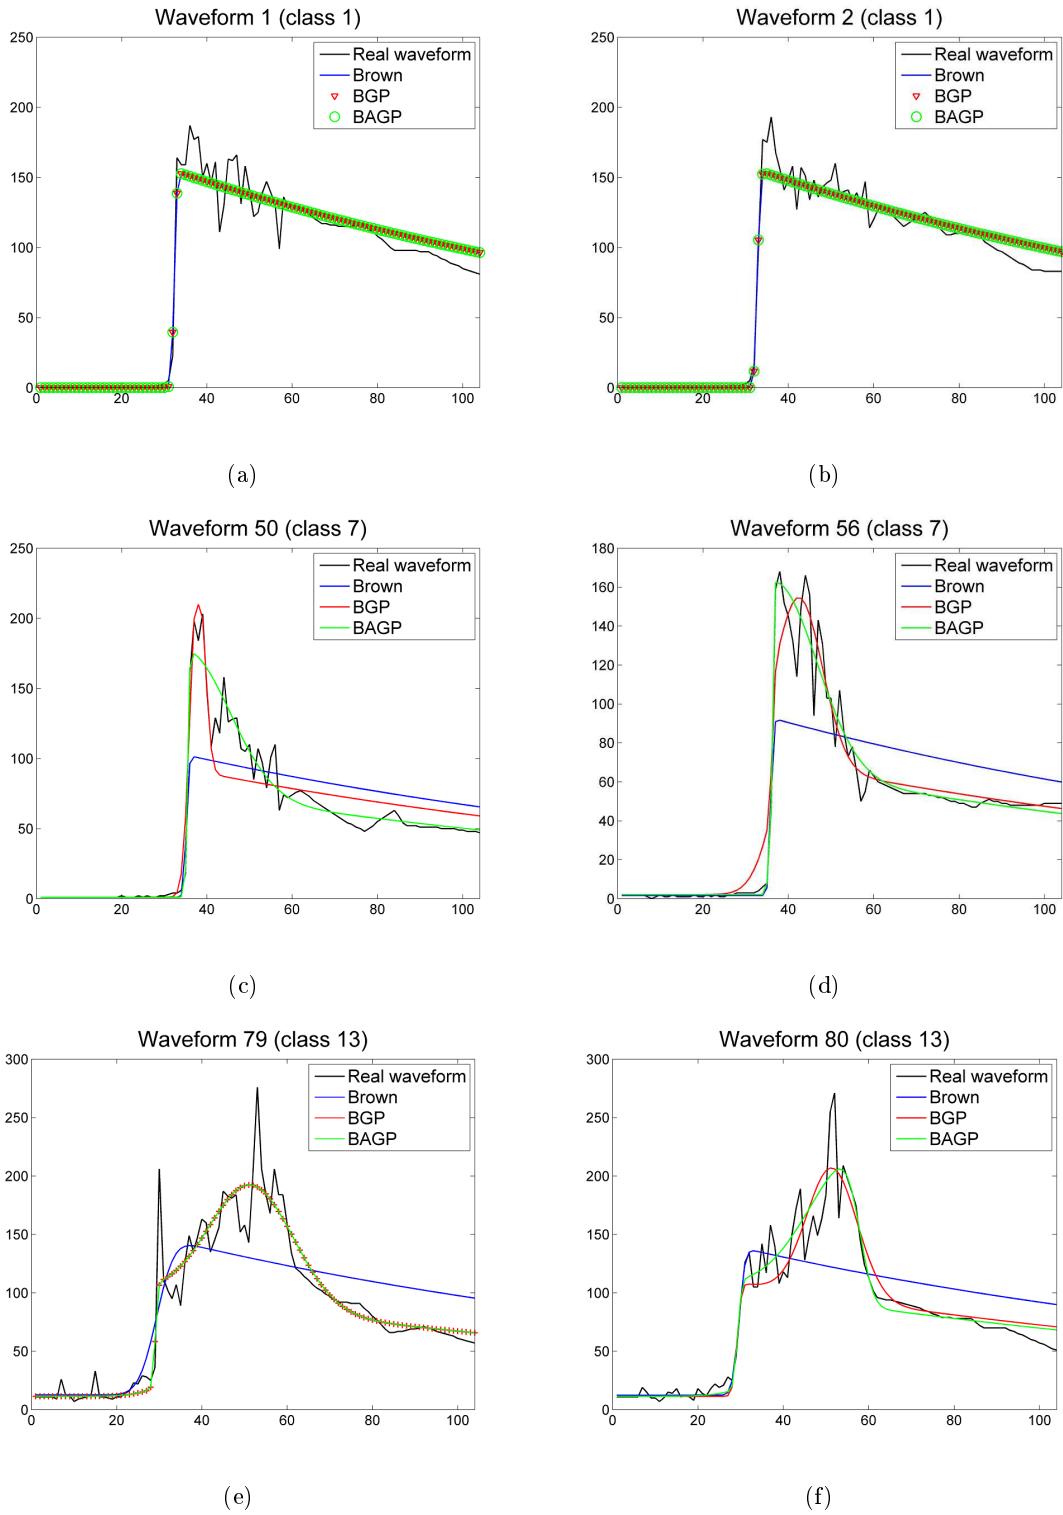 Waveform 1 (class 1)
250
200
150
100
50
0
0 20 40 60 80 100
Real waveform
Brown
BGP
BAGP
(a)
Waveform 2 (class 1)
250
200
150
100
50
0
0 20 40 60 80 100
Real waveform
Brown
BGP
BAGP
(b)
Waveform 50 (class 7)
250
200
150
100
50
0
0 20 40 60 80 100
Real waveform
Brown
BGP
BAGP
(c)
Waveform 56 (class 7)
180
160
140
120
100
80
60
40
20
0
0 20 40 60 80 100
Real waveform
Brown
BGP
BAGP
(d)
Waveform 79 (class 13)
300
250
200
150
100
50
0
0 20 40 60 80 100
Real waveform
Brown
BGP
BAGP
(e)
Waveform 80 (class 13)
300
250
200
150
100
50
0
0 20 40 60 80 100
Real waveform
Brown
BGP
BAGP
(f)